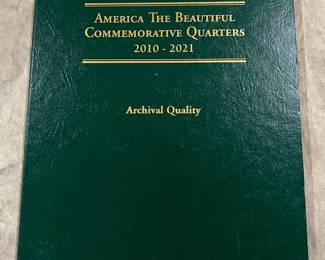 America The Beautiful
Commemorative Quarters
2010 - 2021
Archival Quality